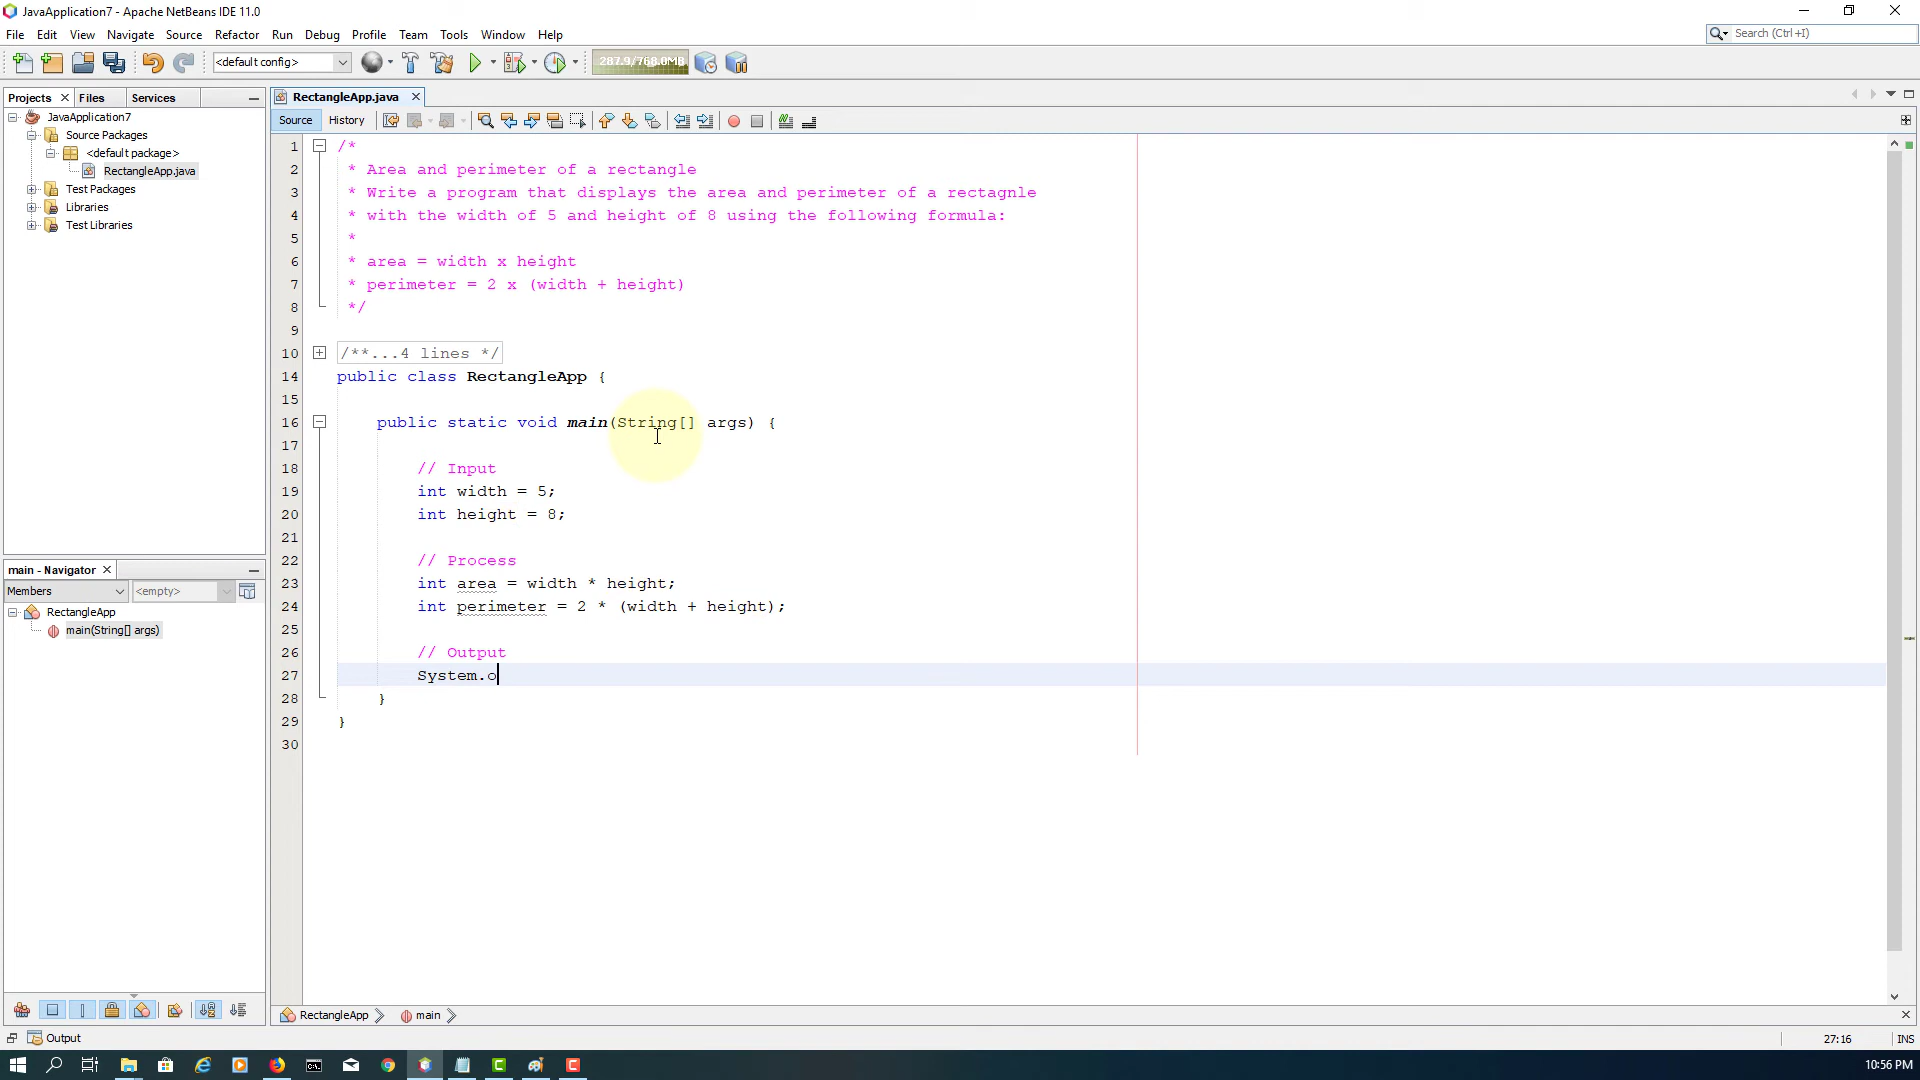 JavaApplication7 - Apache NetBeans IDE 11.0
File Edit View Navigate Source Refactor Run Debug Profile Team Tools Window Help
Search (Ctrl+I)
<default config>
287.9/768.0MB
Projects Files Services
RectangleApp.java
Source History
JavaApplication7
Source Packages
<default package>
RectangleApp.java
Test Packages
Libraries
Test Libraries
1 /*
2 * Area and perimeter of a rectangle
3 * Write a program that displays the area and perimeter of a rectagnle
4 * with the width of 5 and height of 8 using the following formula:
5 *
6 * area = width x height
7 * perimeter = 2 x (width + height)
8 */
9
10 /**...4 lines */
14 public class RectangleApp {
15
16 public static void main(String[] args) {
17
18 // Input
19 int width = 5;
20 int height = 8;
21
22 // Process
23 int area = width * height;
24 int perimeter = 2 * (width + height);
25
26 // Output
27 System.o
28 }
29 }
30
main - Navigator
Members <empty>
RectangleApp
main(String[] args)
RectangleApp main
Output
27:16 INS
10:56 PM